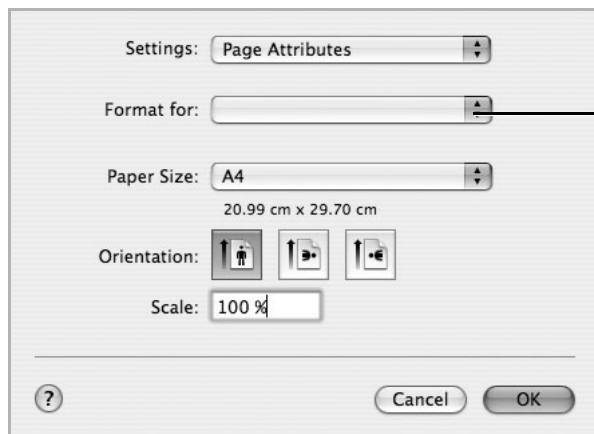 Settings: Page Attributes
Format for:
Paper Size: A4
20.99 cm x 29.70 cm
Orientation:
Scale: 100 %
? Cancel OK